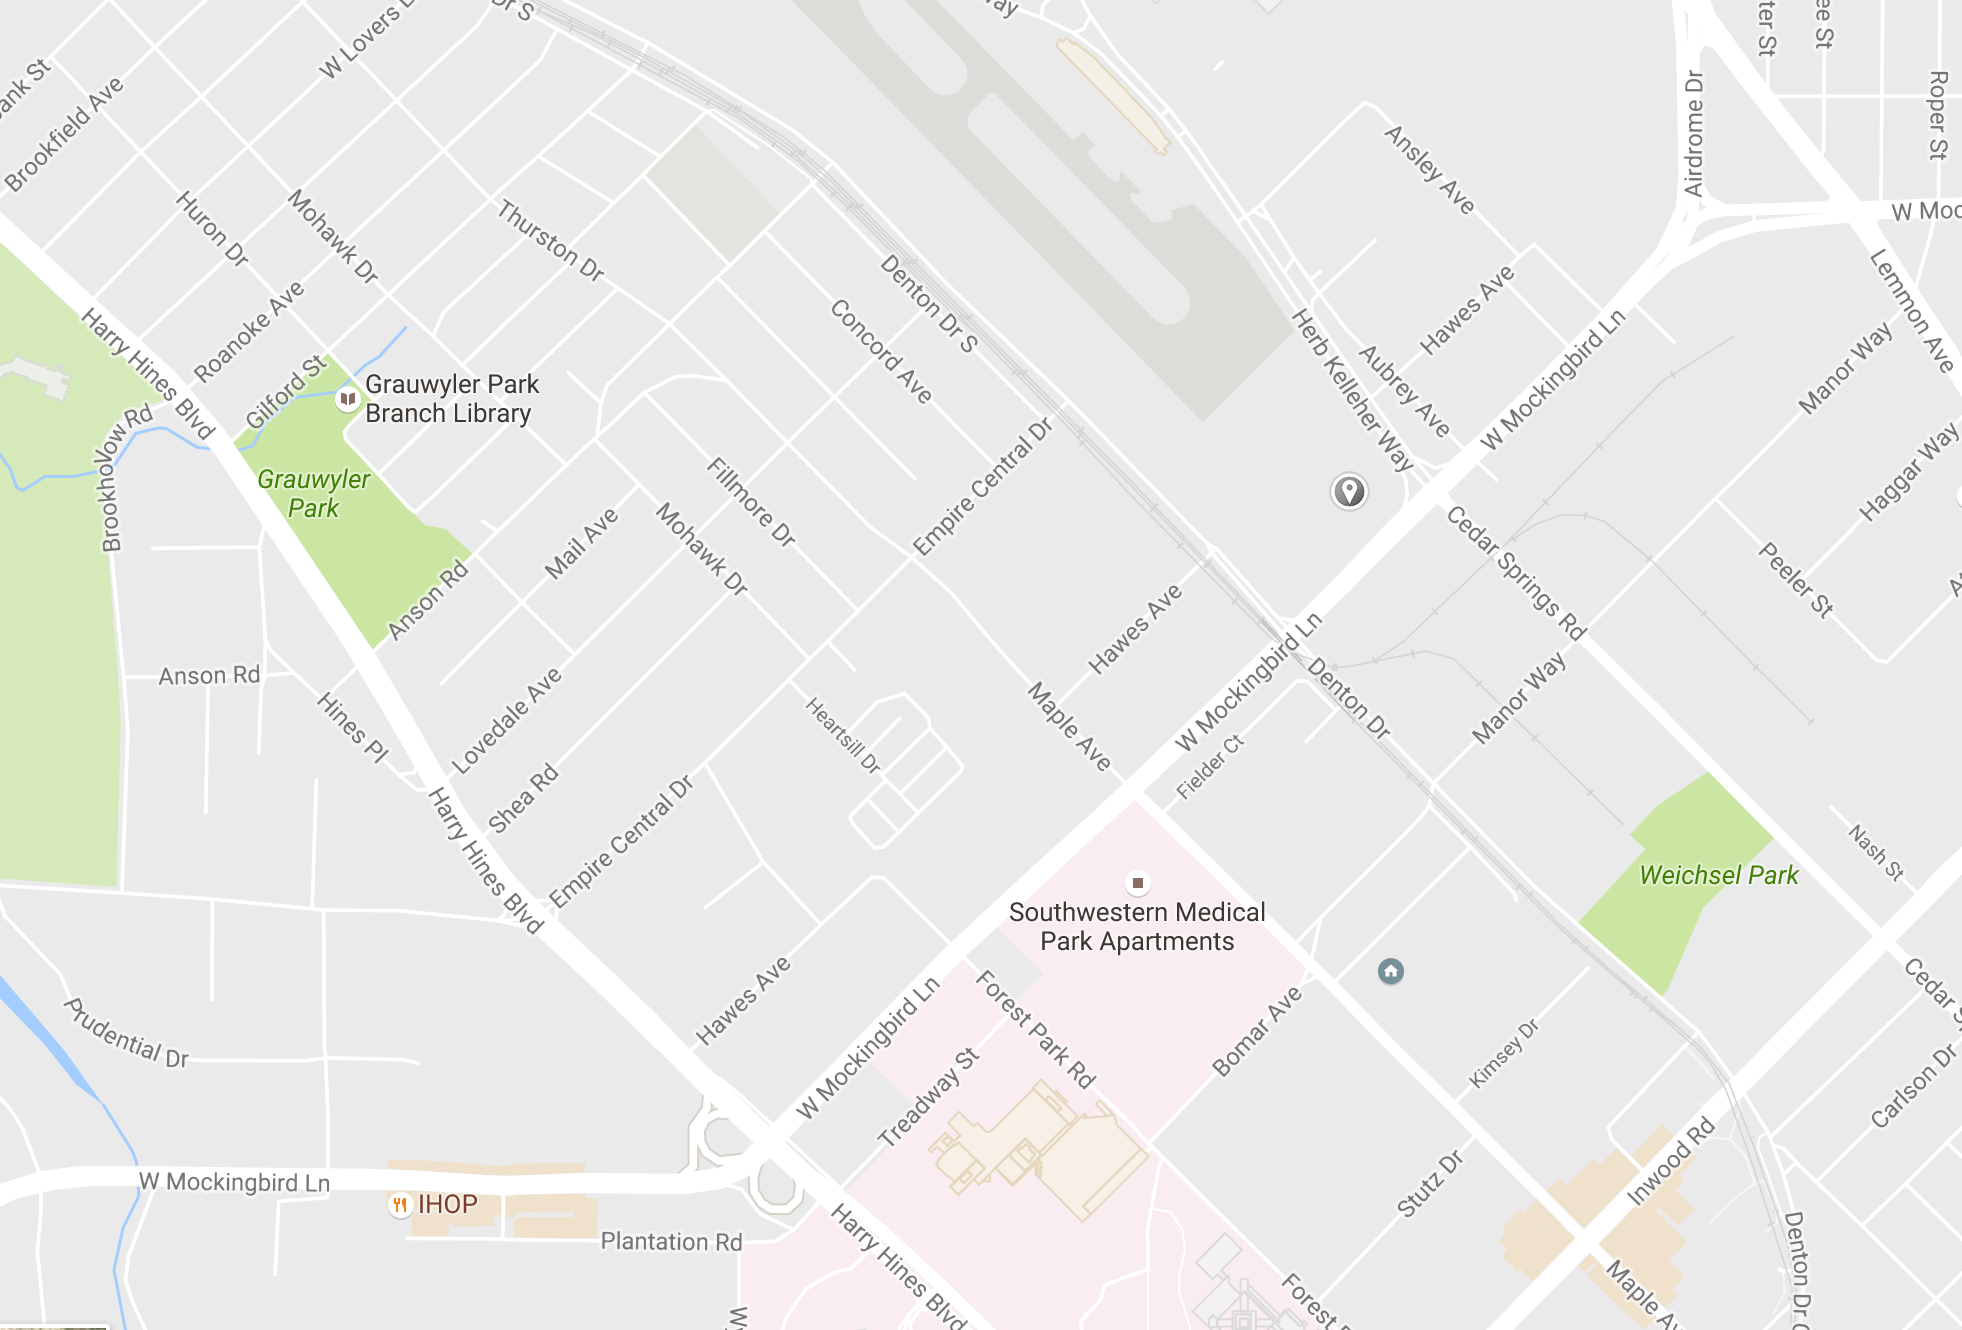 Dr S
W Lovers
Brookfield Ave
Airdrome Dr
Roper St
Ansley Ave
W Moc
Huron Dr
Mohawk Dr
Thurston Dr
Roanoke Ave
Denton Dr S
Concord Ave
Hawes Ave
Lemmon Ave
Harry Hines Blvd
Herb Kelleher Way
Aubrey Ave
W Mockingbird Ln
Manor Way
Gilford St
Grauwyler Park
Branch Library
Brookhollow Rd
Grauwyler
Park
Empire Central Dr
Fillmore Dr
Haggar Way
Mail Ave
Mohawk Dr
Cedar Springs Rd
Peeler St
Anson Rd
Hawes Ave
Anson Rd
Hines Pl
Lovedale Ave
Heartsill Dr
Maple Ave
W Mockingbird Ln
Fielder Ct
Denton Dr
Manor Way
Shea Rd
Harry Hines Blvd
Empire Central Dr
Nash St
Weichsel Park
Southwestern Medical
Park Apartments
Hawes Ave
W Mockingbird Ln
Forest Park Rd
Bomar Ave
Cedar
Prudential Dr
Treadway St
Kimsey Dr
Carlson Dr
W Mockingbird Ln
IHOP
Plantation Rd
Harry Hines Blvd
Stutz Dr
Inwood Rd
Denton Dr
Forest
Maple